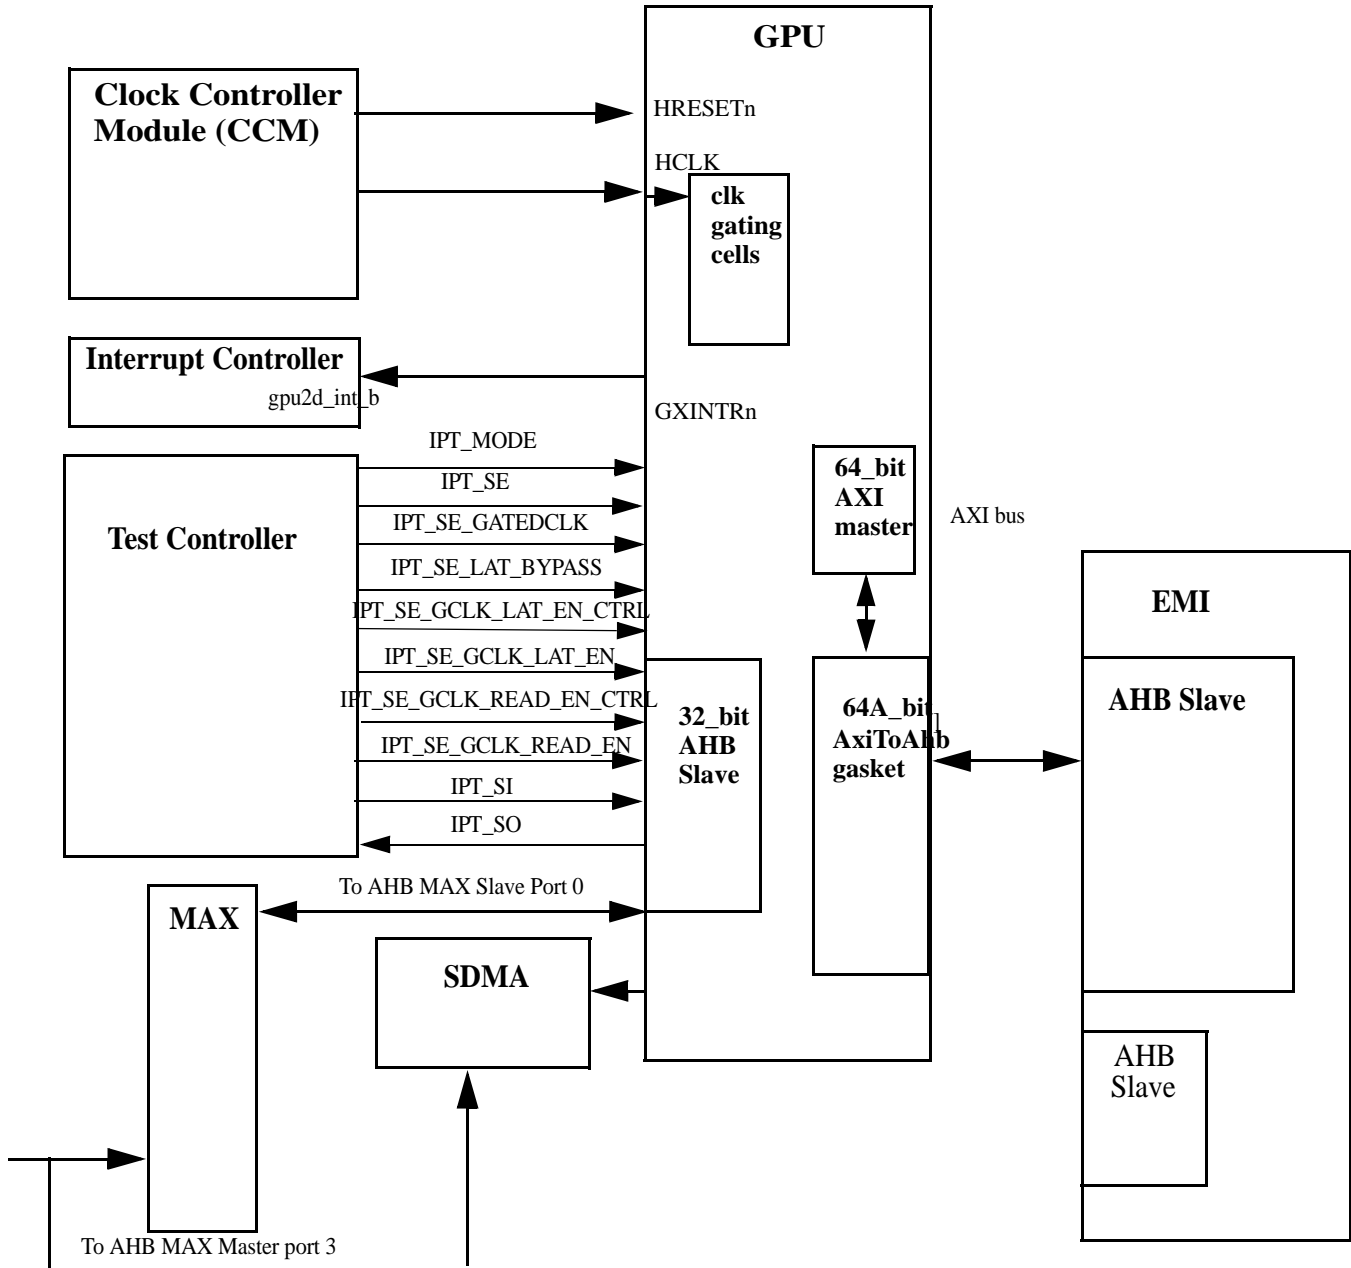 GPU
Clock Controller
Module (CCM)
HRESETn
HCLK
clk
gating
cells
Interrupt Controller
gpu2d_int_b
GXINTRn
IPT_MODE
IPT_SE
IPT_SE_GATEDCLK
IPT_SE_LAT_BYPASS
IPT_SE_GCLK_LAT_EN_CTRL
IPT_SE_GCLK_LAT_EN
IPT_SE_GCLK_READ_EN_CTRL
IPT_SE_GCLK_READ_EN
IPT_SI
IPT_SO
Test Controller
64_bit
AXI
master
AXI bus
EMI
AHB Slave
32_bit
AHB
Slave
64A_bit]
AxiToAhb
gasket
To AHB MAX Slave Port 0
MAX
SDMA
AHB
Slave
To AHB MAX Master port 3